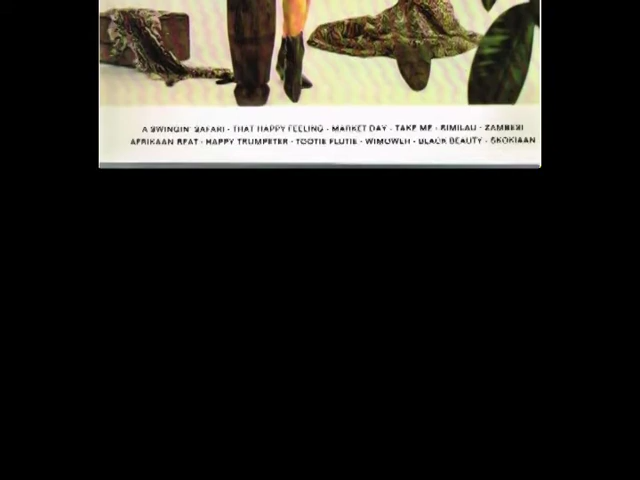 A SWINGIN' SAFARI · THAT HAPPY FEELING · MARKET DAY · TAKE ME · SIMILAU · ZAMBESI
AFRIKAAN BEAT · HAPPY TRUMPETER · TOOTIE FLUTIE · WIMOWEH · BLACK BEAUTY · SKOKIAAN